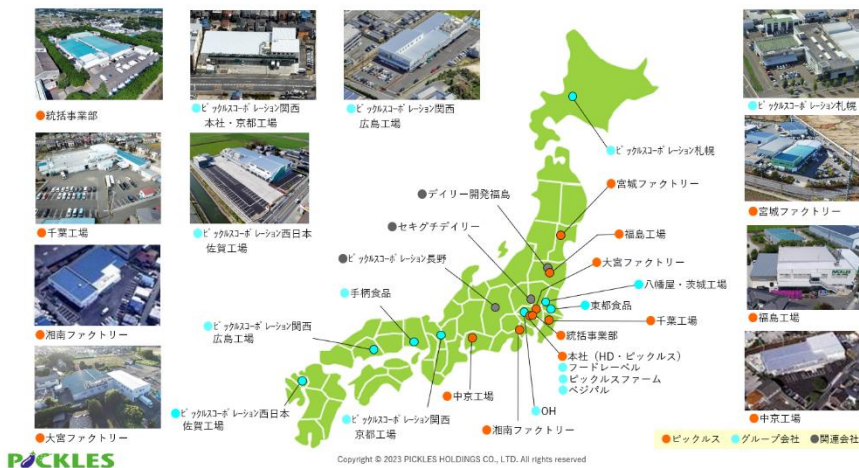 統括事業部
ピックルスコーポレーション関西
本社・京都工場
ピックルスコーポレーション関西
広島工場
ピックルスコーポレーション札幌
千葉工場
ピックルスコーポレーション西日本
佐賀工場
宮城ファクトリー
湘南ファクトリー
福島工場
大宮ファクトリー
中京工場
ピックルスコーポレーション札幌
宮城ファクトリー
デイリー開発福島
セキグチデイリー
福島工場
ピックルスコーポレーション長野
大宮ファクトリー
手柄食品
八幡屋・茨城工場
東都食品
ピックルスコーポレーション関西
広島工場
千葉工場
統括事業部
本社（HD・ピックルス）
フードレーベル
ピックルスファーム
ベジパル
中京工場
ピックルスコーポレーション西日本
佐賀工場
ピックルスコーポレーション関西
京都工場
OH
湘南ファクトリー
ピックルス グループ会社 関連会社
PICKLES
Copyright © 2023 PICKLES HOLDINGS CO., LTD. All rights reserved